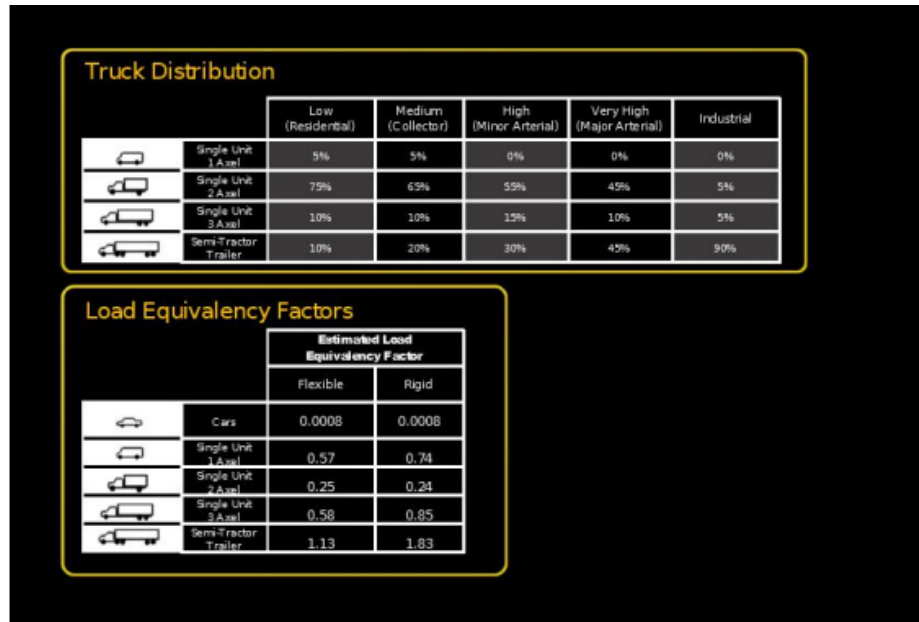 Truck Distribution
Low Medium High Very High Industrial
(Residential) (Collector) (Minor Arterial) (Major Arterial)
Single Unit
1 Axel
5% 5% 0% 0% 0%
Single Unit
2 Axel
75% 65% 55% 45% 5%
Single Unit
3 Axel
10% 10% 15% 10% 5%
Semi-Tractor
Trailer
10% 20% 30% 45% 90%
Load Equivalency Factors
Estimated Load
Equivalency Factor
Flexible Rigid
Cars 0.0008 0.0008
Single Unit
1 Axel
0.57 0.74
Single Unit
2 Axel
0.25 0.24
Single Unit
3 Axel
0.58 0.85
Semi-Tractor
Trailer
1.13 1.83